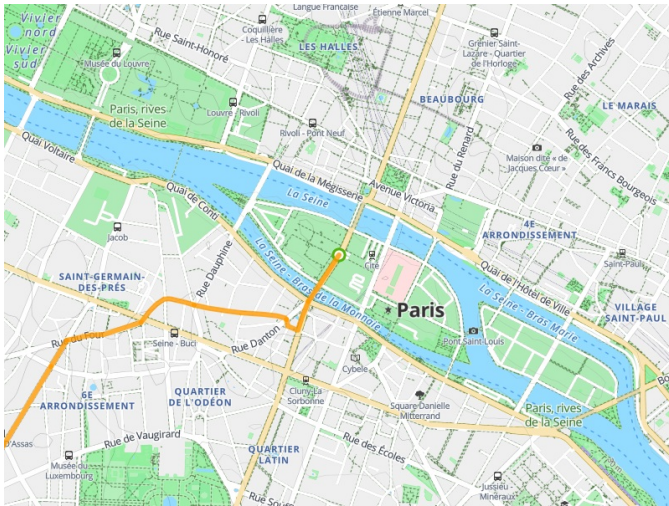 Langue Française
Étienne Marcel
Vivier
nord
Vivier
sud
Coquillière
- Les Halles
Rue Saint-Honoré
LES HALLES
Grenier Saint-
Lazare - Quartier
de l'Horloge
Musée du Louvre
Rue des Archives
BEAUBOURG
LE MARAIS
Paris, rives
de la Seine
Louvre - Rivoli
Rivoli - Pont Neuf
Quai Voltaire
Rue du Renard
Maison dite « de
Jacques Cœur »
Rue des Francs Bourgeois
Quai de la Mégisserie
Avenue Victoria
Quai de Conti
La Seine
Jacob
4E
ARRONDISSEMENT
Rue Dauphine
La Seine - Bras de la Monnaie
Cité
Saint-Paul
SAINT-GERMAIN-
DES-PRÉS
Quai de l'Hôtel de Ville
La Seine - Bras Marie
Paris
VILLAGE
SAINT-PAUL
Rue du Four
Seine - Buci
Rue Danton
Pont Saint-Louis
Cybele
6E
ARRONDISSEMENT
QUARTIER
DE L'ODÉON
Cluny-La
Sorbonne
Square Danielle
Mitterrand
Paris, rives
de la Seine
d'Assas
Rue de Vaugirard
Rue des Écoles
QUARTIER
LATIN
Musée du
Luxembourg
Jussieu -
Minéraux